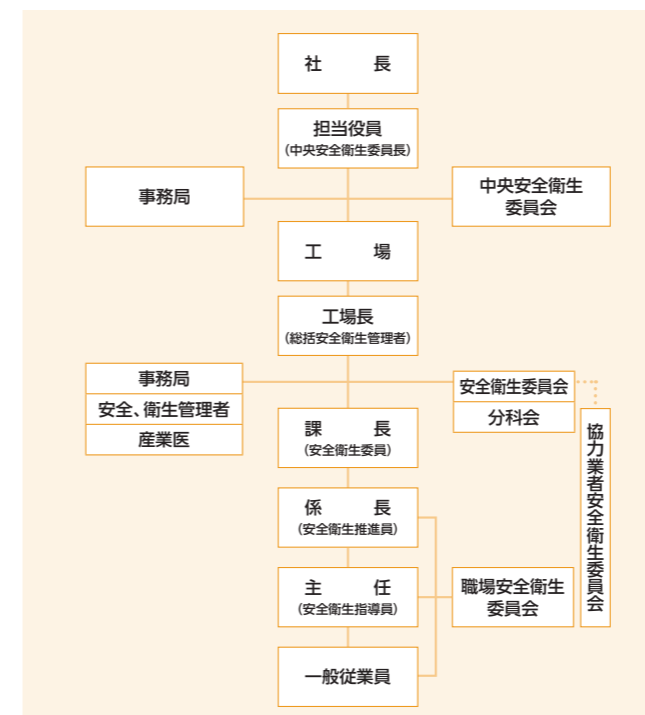 社　長
担当役員
（中央安全衛生委員長）
事務局
中央安全衛生
委員会
工　場
工場長
（総括安全衛生管理者）
事務局
安全、衛生管理者
産業医
安全衛生委員会
分科会
協力業者安全衛生委員会
課　長
（安全衛生委員）
係　長
（安全衛生推進員）
主　任
（安全衛生指導員）
職場安全衛生
委員会
一般従業員